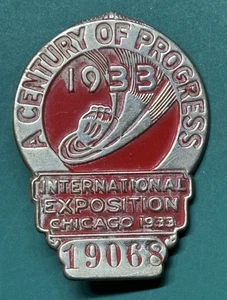 A CENTURY OF PROGRESS
1933
INTERNATIONAL
EXPOSITION
CHICAGO 1933
19068